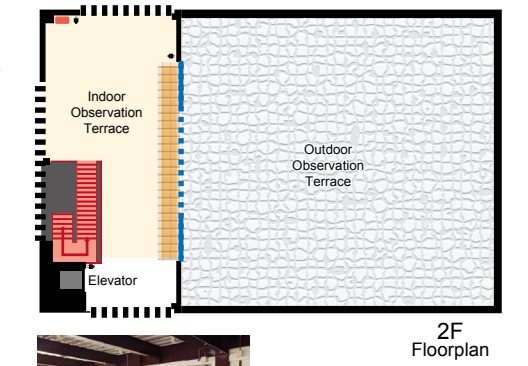 Indoor
Observation
Terrace
Outdoor
Observation
Terrace
Elevator
2F
Floorplan